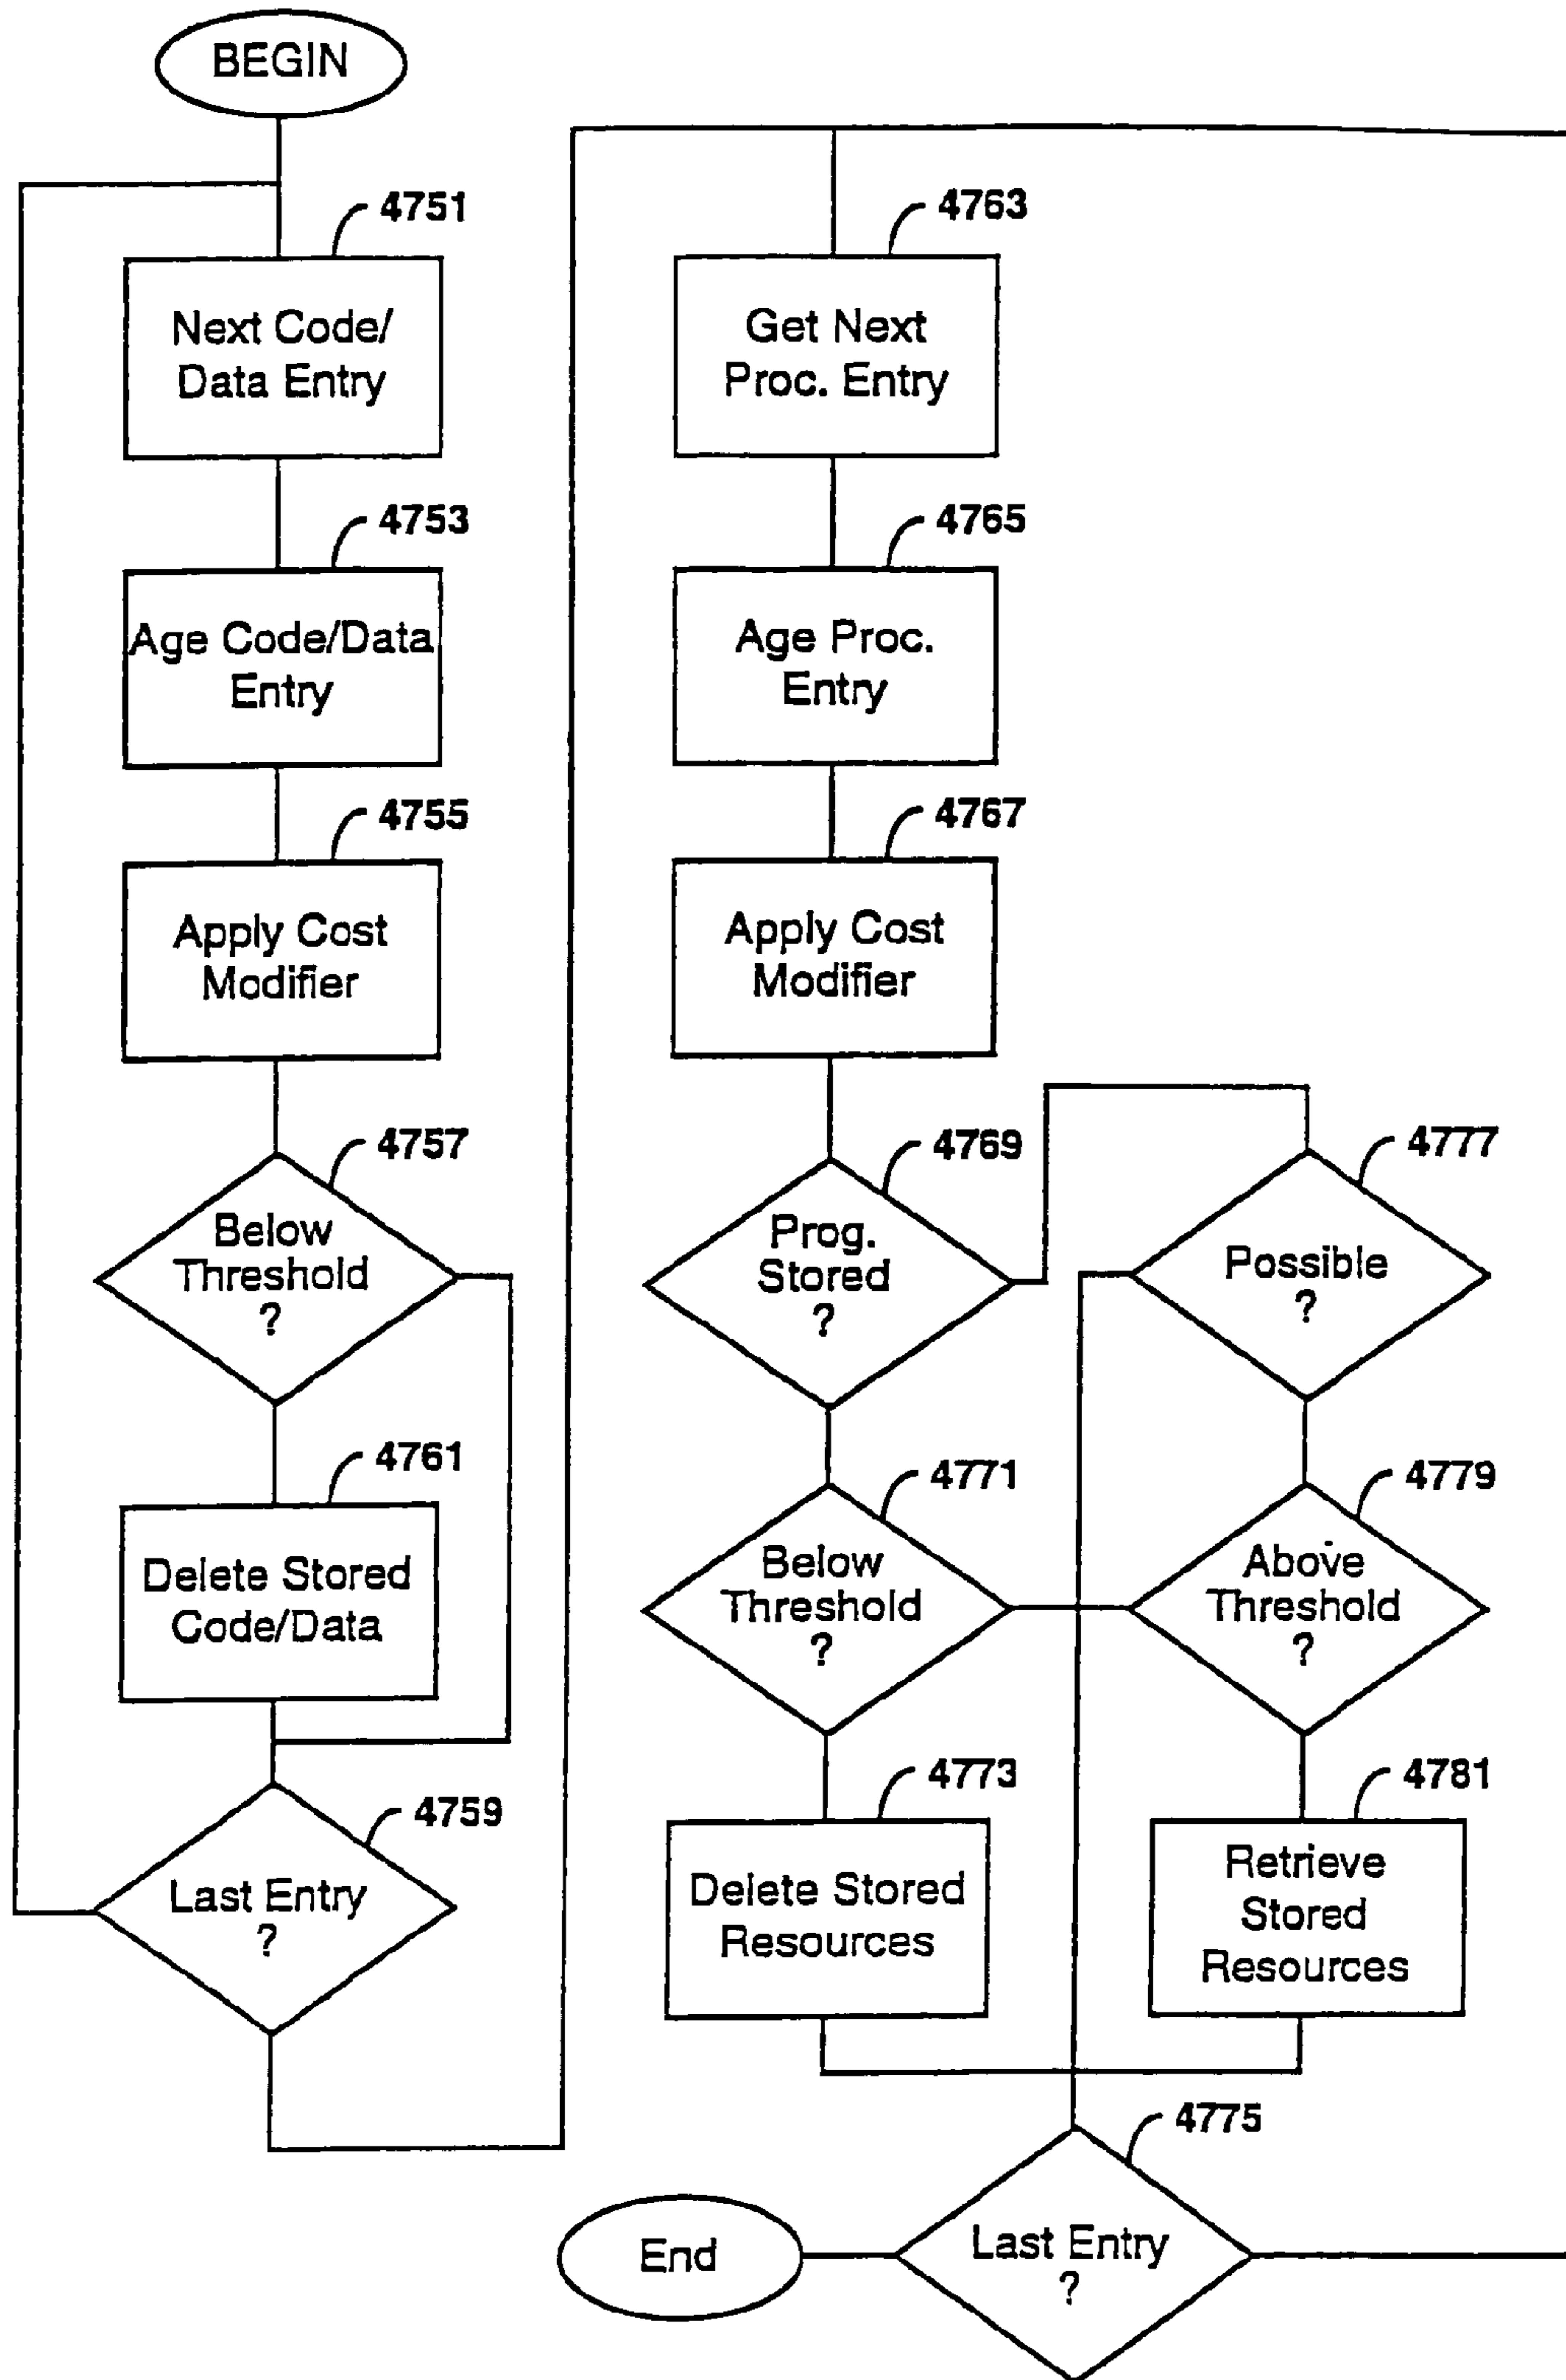 BEGIN
4751
Next Code/
Data Entry
4753
Age Code/Data
Entry
4755
Apply Cost
Modifier
4757
Below
Threshold
?
4761
Delete Stored
Code/Data
4759
Last Entry
?
4763
Get Next
Proc. Entry
4765
Age Proc.
Entry
4767
Apply Cost
Modifier
4769
Prog.
Stored
?
4771
Below
Threshold
?
4773
Delete Stored
Resources
4777
Possible
?
4779
Above
Threshold
?
4781
Retrieve
Stored
Resources
4775
Last Entry
?
End